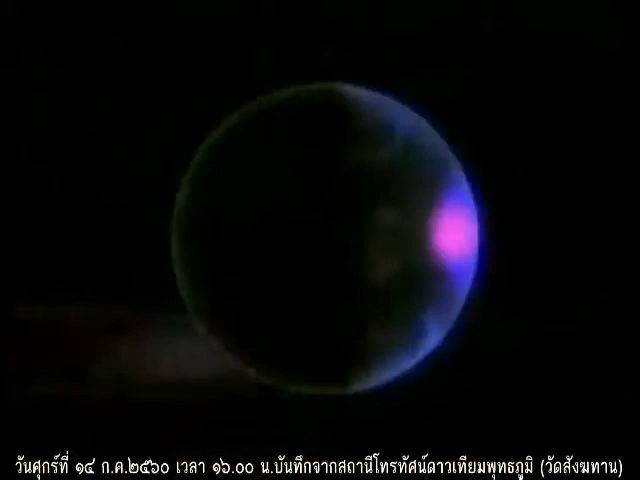 วันศุกร์ที่ ๑๔ ก.ค.๒๕๖๐ เวลา ๑๖.๐๐ น.บันทึกจากสถานีโทรทัศน์ดาวเทียมพุทธภูมิ (วัดสังฆทาน)